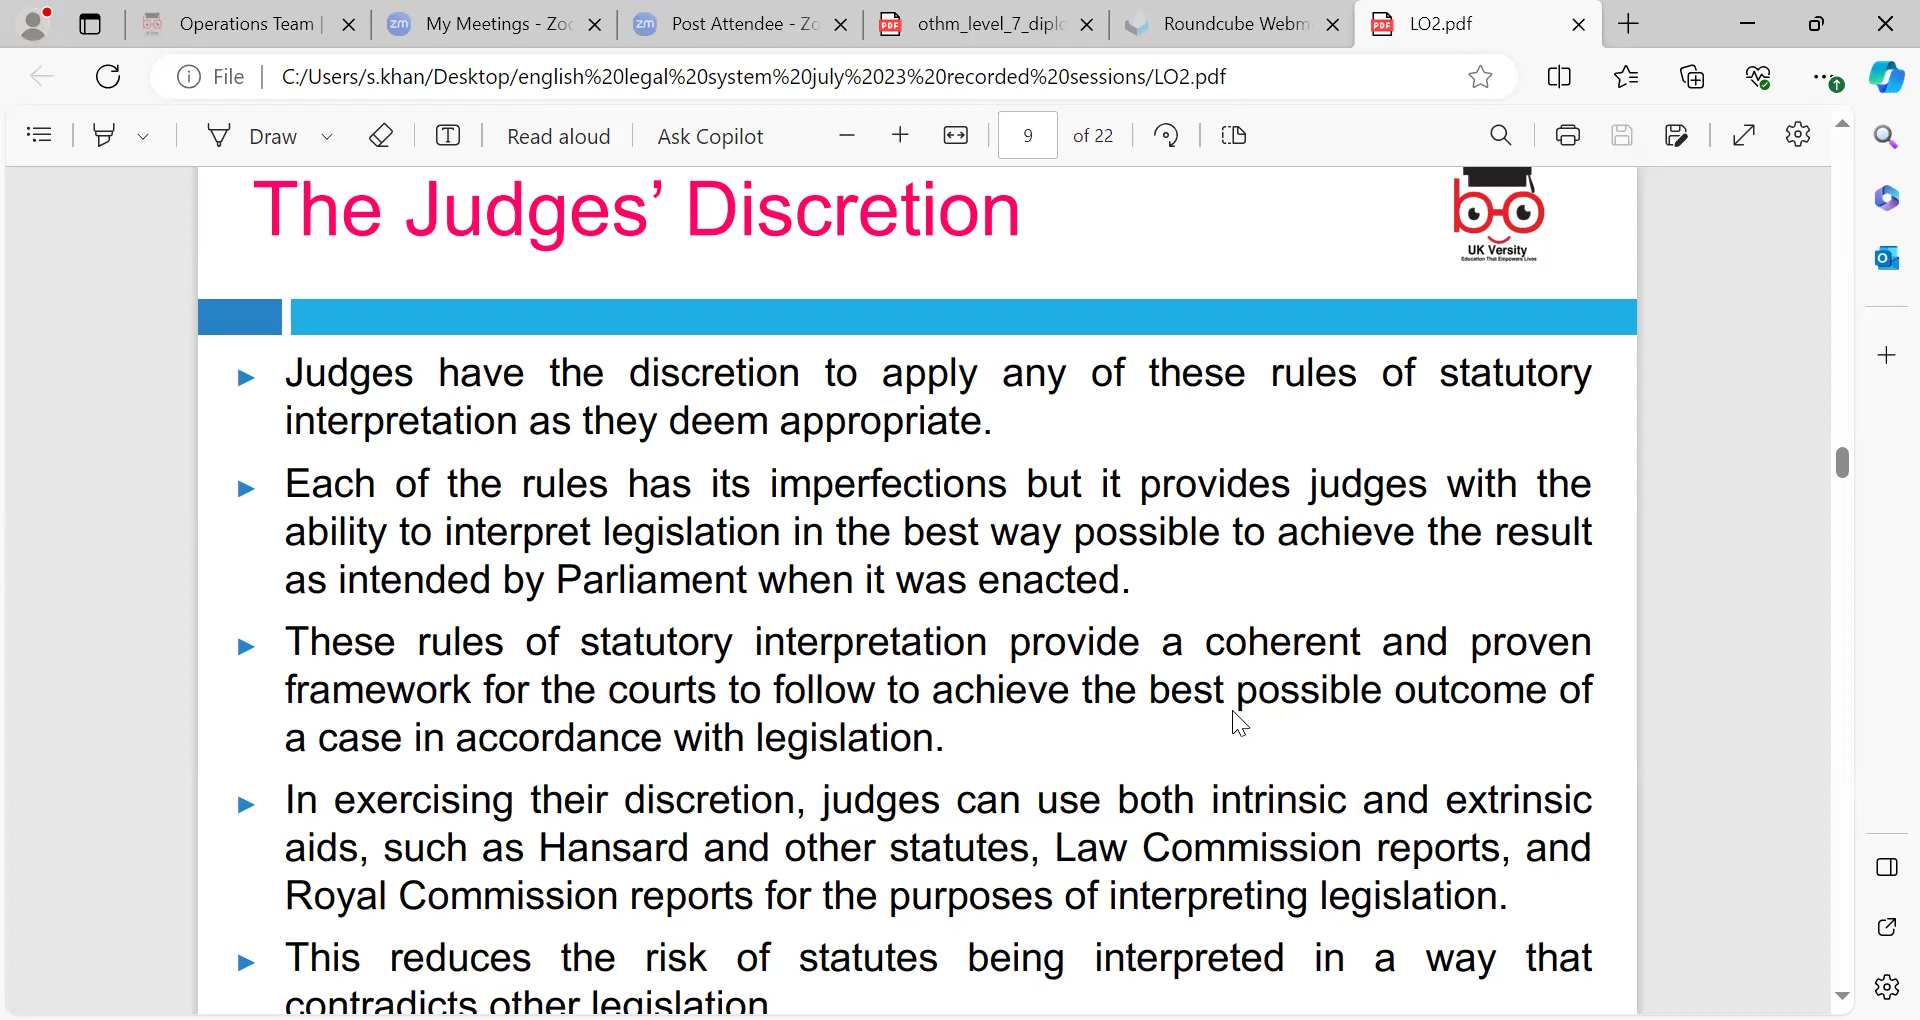 Operations Team |
My Meetings - Zo
Post Attendee - Zo
othm_level_7_diplo
Roundcube Webm
LO2.pdf
File
C:/Users/s.khan/Desktop/english%20legal%20system%20july%2023%20recorded%20sessions/LO2.pdf
Draw
Read aloud
Ask Copilot
9
of 22
The Judges’ Discretion
UK Versity
Education That Empowers Lives
Judges have the discretion to apply any of these rules of statutory
interpretation as they deem appropriate.
Each of the rules has its imperfections but it provides judges with the
ability to interpret legislation in the best way possible to achieve the result
as intended by Parliament when it was enacted.
These rules of statutory interpretation provide a coherent and proven
framework for the courts to follow to achieve the best possible outcome of
a case in accordance with legislation.
In exercising their discretion, judges can use both intrinsic and extrinsic
aids, such as Hansard and other statutes, Law Commission reports, and
Royal Commission reports for the purposes of interpreting legislation.
This reduces the risk of statutes being interpreted in a way that
contradicts other legislation